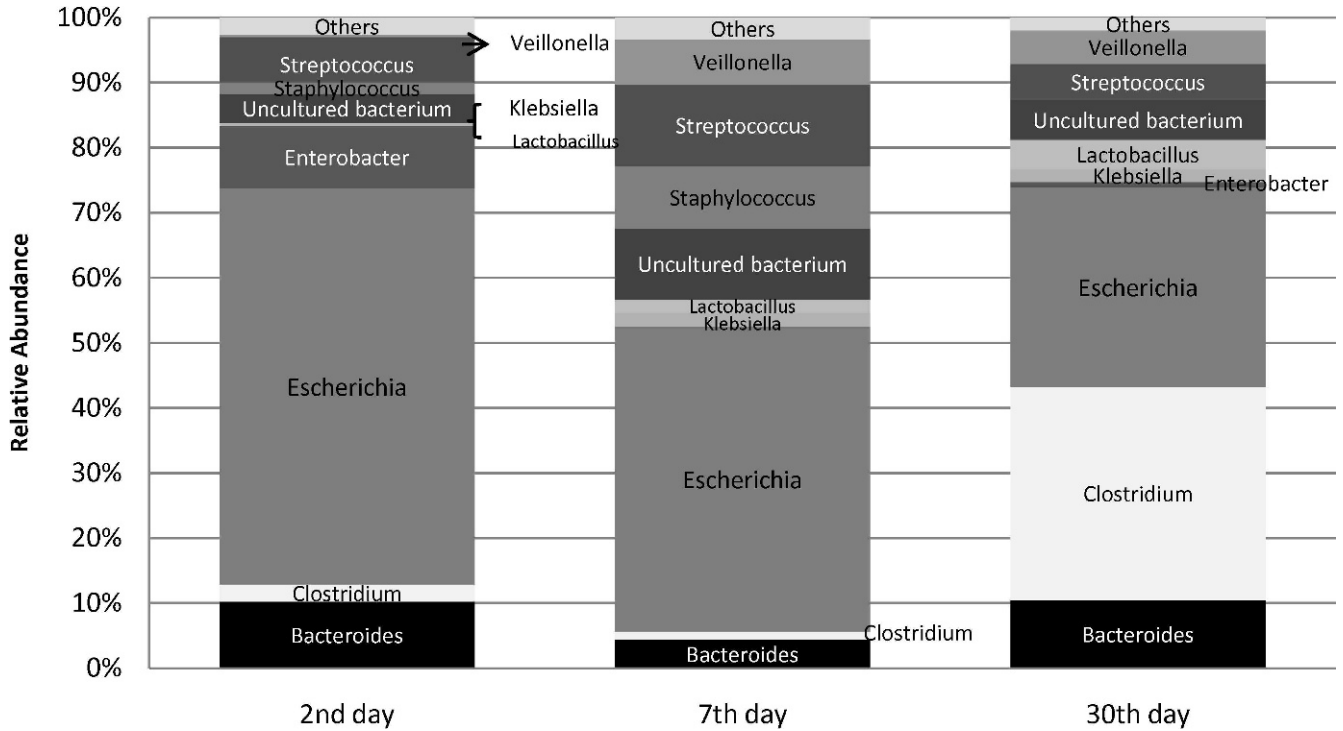 Relative Abundance
100%
90%
80%
70%
60%
50%
40%
30%
20%
10%
0%
Others
Veillonella
Streptococcus
Staphylococcus
Uncultured bacterium
Klebsiella
Lactobacillus
Enterobacter
Escherichia
Clostridium
Bacteroides
Others
Veillonella
Streptococcus
Staphylococcus
Uncultured bacterium
Lactobacillus
Klebsiella
Escherichia
Clostridium
Bacteroides
Others
Veillonella
Streptococcus
Uncultured bacterium
Lactobacillus
Klebsiella
Enterobacter
Escherichia
Clostridium
Bacteroides
2nd day
7th day
30th day